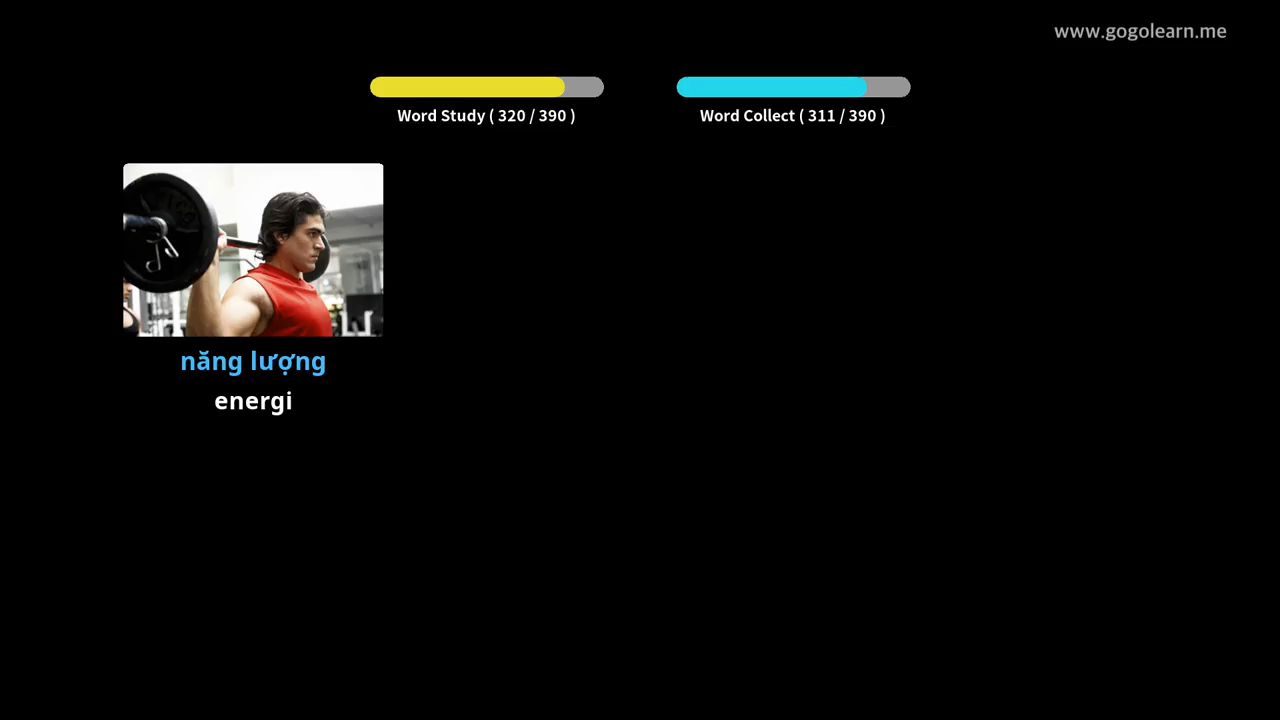 www.gogolearn.me
Word Study ( 320 / 390 )
Word Collect ( 311 / 390 )
năng lượng
energi